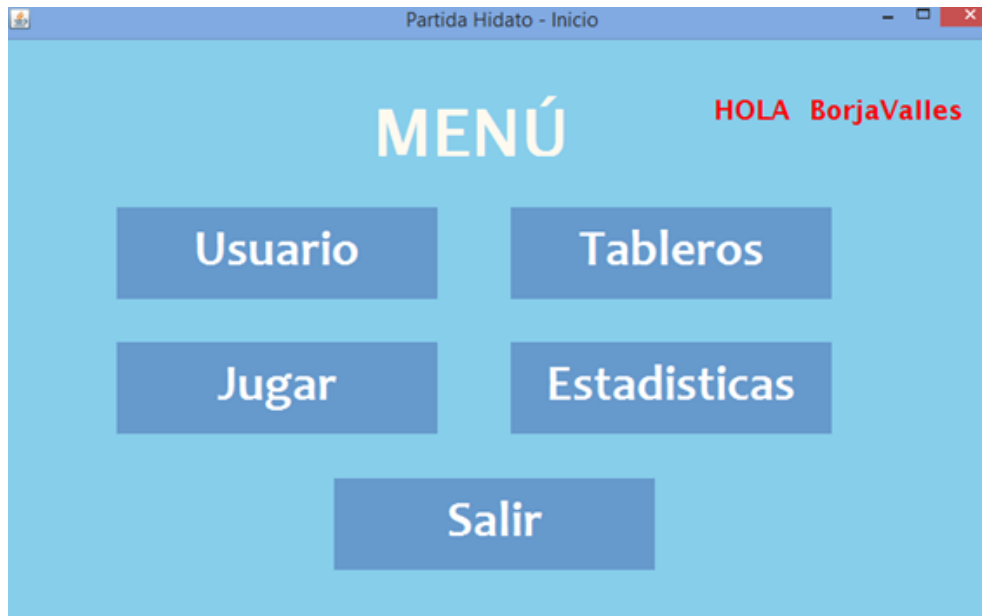 Partida Hidato - Inicio
MENÚ
HOLA BorjaValles
Usuario
Tableros
Jugar
Estadisticas
Salir